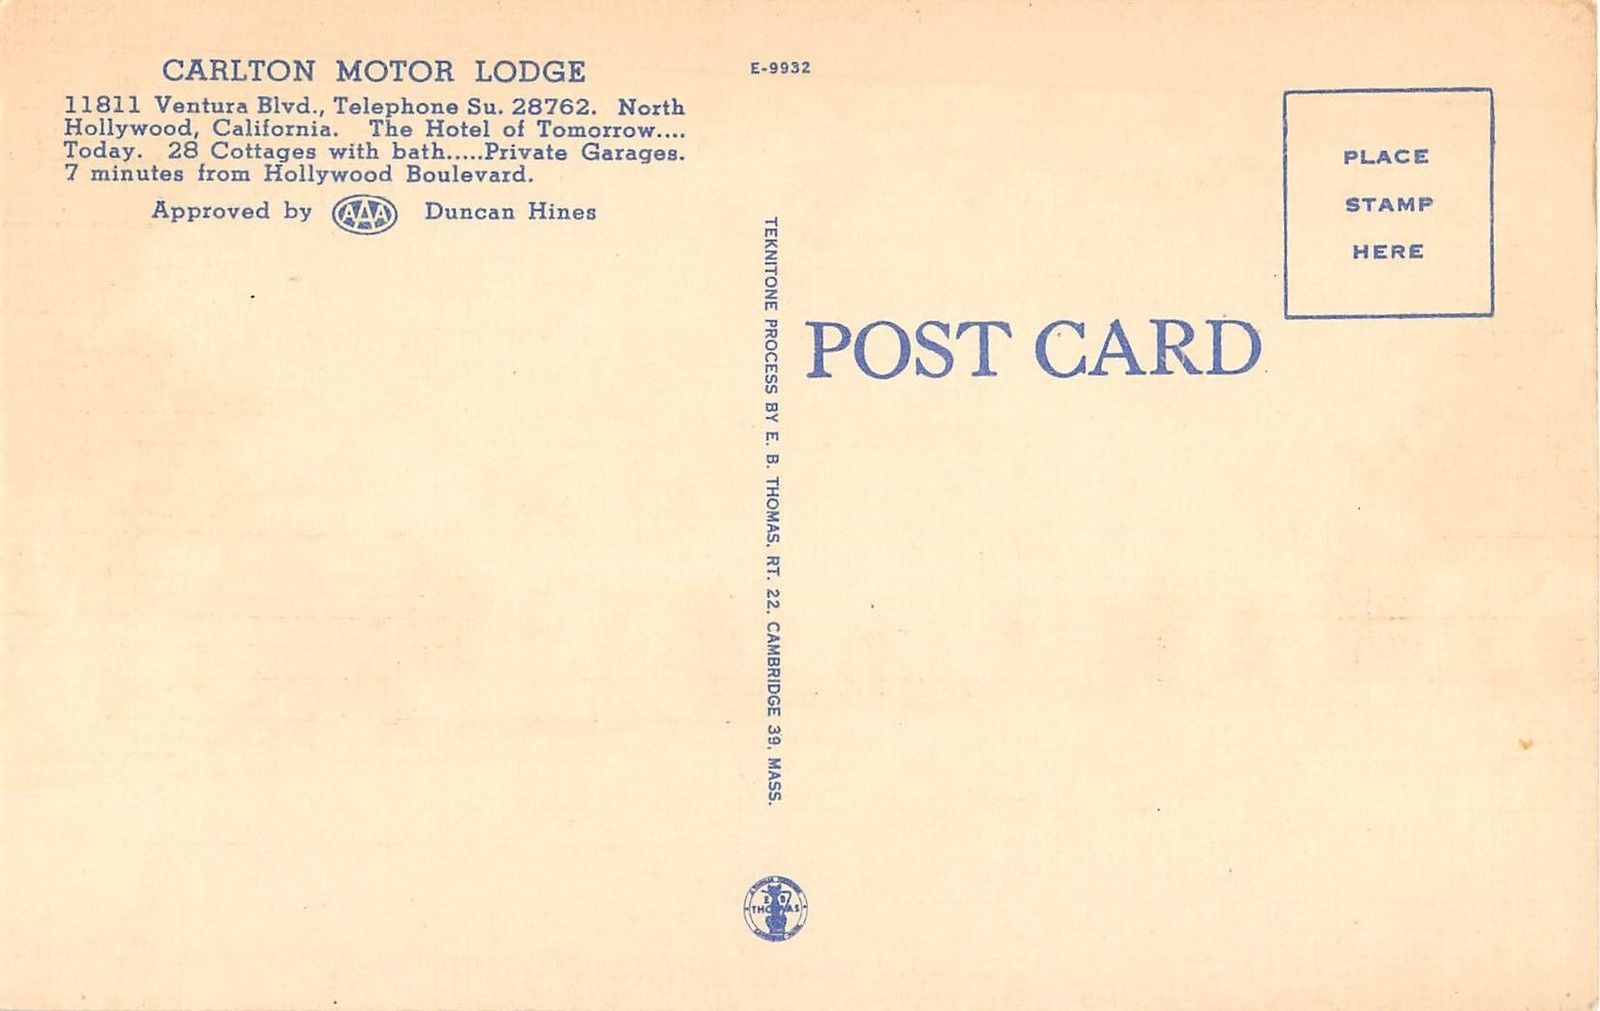 CARLTON MOTOR LODGE
11811 Ventura Blvd., Telephone Su. 28762. North
Hollywood, California. The Hotel of Tomorrow....
Today. 28 Cottages with bath.....Private Garages.
7 minutes from Hollywood Boulevard.
Approved by AAA Duncan Hines
E-9932
TEKNITONE PROCESS BY E. B. THOMAS, RT. 22, CAMBRIDGE 39, MASS.
E B
THOMAS
POST CARD
PLACE
STAMP
HERE